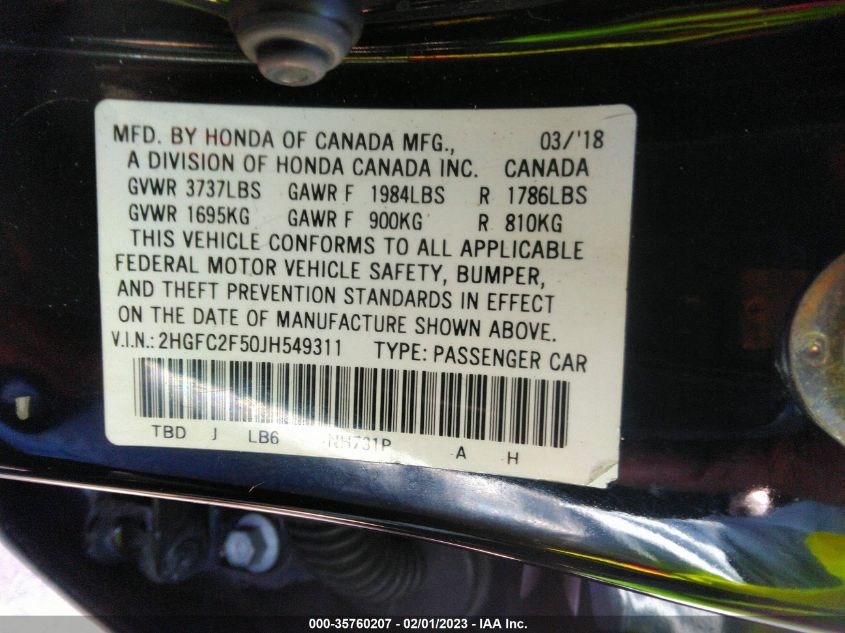 MFD. BY HONDA OF CANADA MFG., 03/'18
A DIVISION OF HONDA CANADA INC. CANADA
GVWR 3737LBS GAWR F 1984LBS R 1786LBS
GVWR 1695KG GAWR F 900KG R 810KG
THIS VEHICLE CONFORMS TO ALL APPLICABLE
FEDERAL MOTOR VEHICLE SAFETY, BUMPER,
AND THEFT PREVENTION STANDARDS IN EFFECT
ON THE DATE OF MANUFACTURE SHOWN ABOVE.
V.I.N.: 2HGFC2F50JH549311 TYPE: PASSENGER CAR
TBD J LB6 NH731P A H
000-35760207 - 02/01/2023 - IAA Inc.